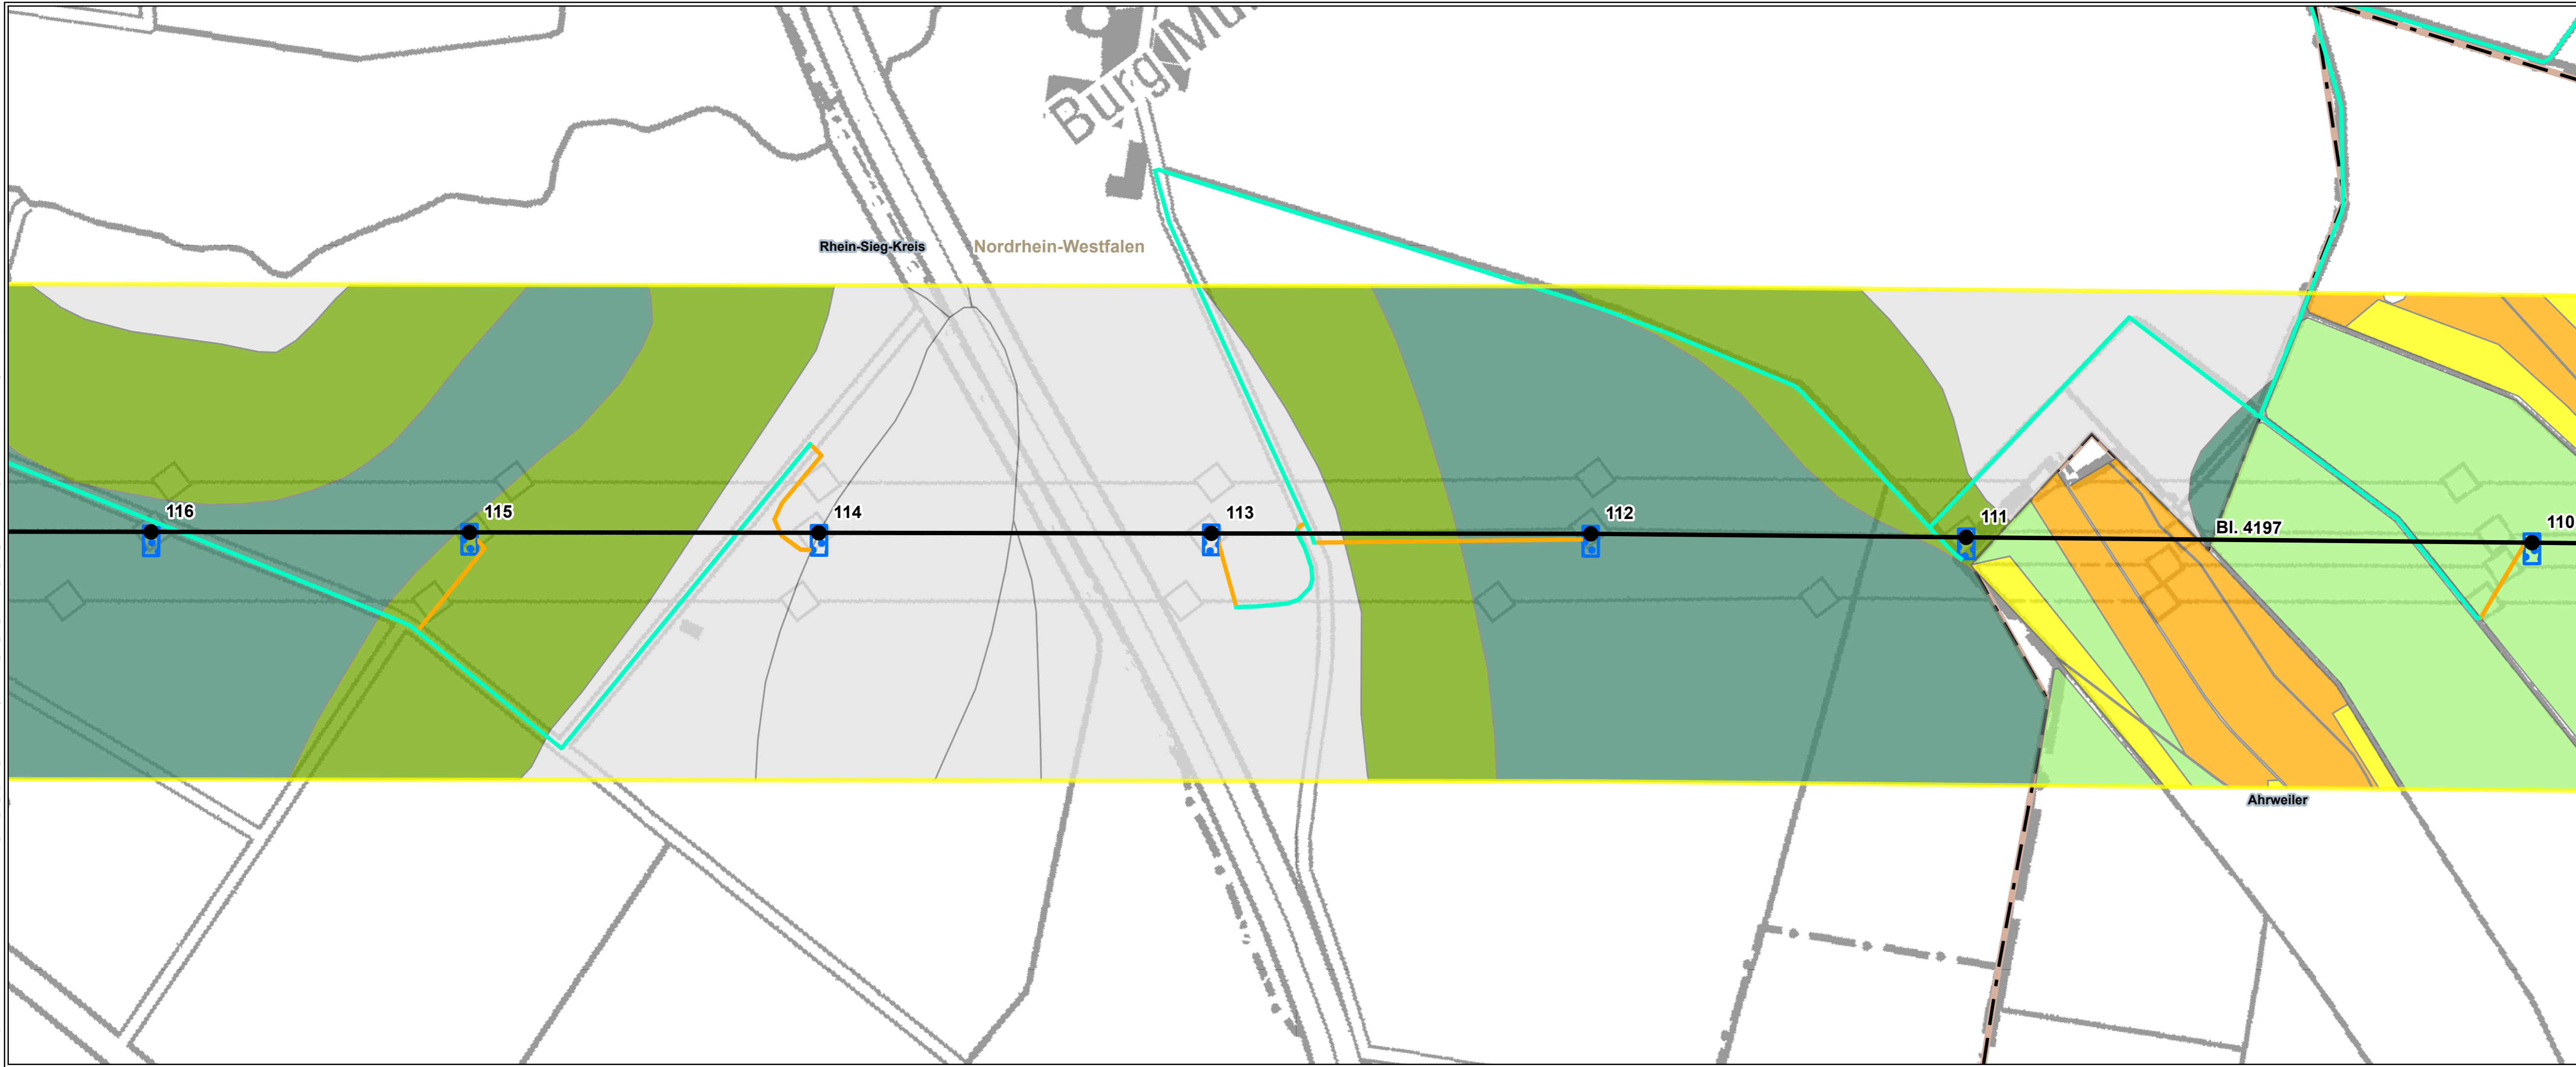 Burg
Rhein-Sieg-Kreis
Nordrhein-Westfalen
116
115
114
113
112
111
Bl. 4197
110
Ahrweiler